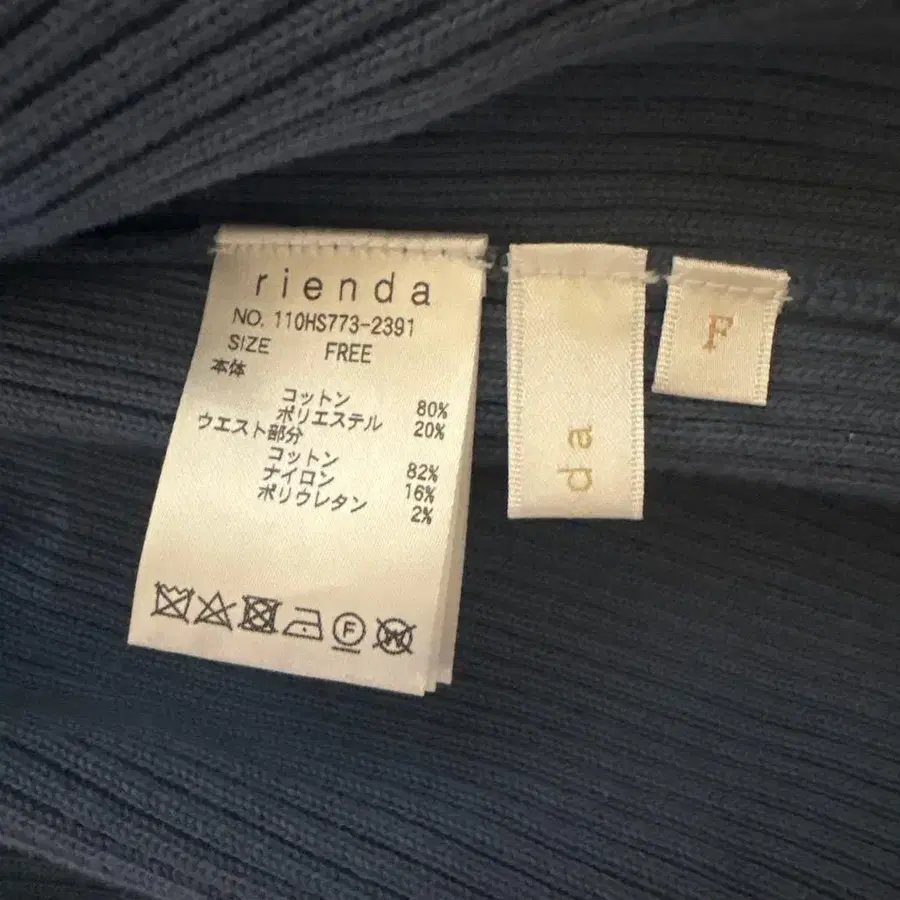 rienda
NO. 110HS773-2391
SIZE FREE
本体
コットン 80%
ポリエステル 20%
ウエスト部分
コットン 82%
ナイロン 16%
ポリウレタン 2%
F
W
da
F